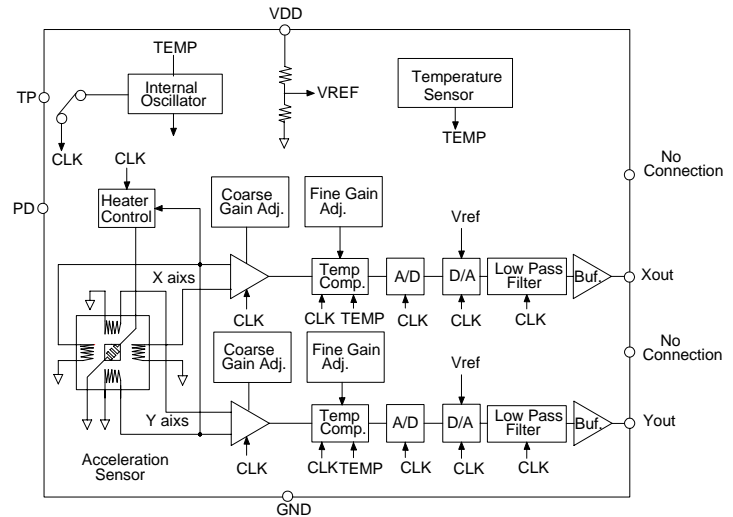 VDD
TEMP
Internal
Oscillator
TP
CLK
VREF
Temperature
Sensor
TEMP
No
Connection
CLK
Heater
Control
PD
Coarse
Gain Adj.
Fine Gain
Adj.
Vref
X aixs
Temp
Comp.
A/D
D/A
Low Pass
Filter
Buf.
Xout
CLK
CLK
TEMP
CLK
CLK
CLK
No
Connection
Coarse
Gain Adj.
Fine Gain
Adj.
Vref
Y aixs
Temp
Comp.
A/D
D/A
Low Pass
Filter
Buf.
Yout
CLK
CLK
TEMP
CLK
CLK
CLK
Acceleration
Sensor
GND